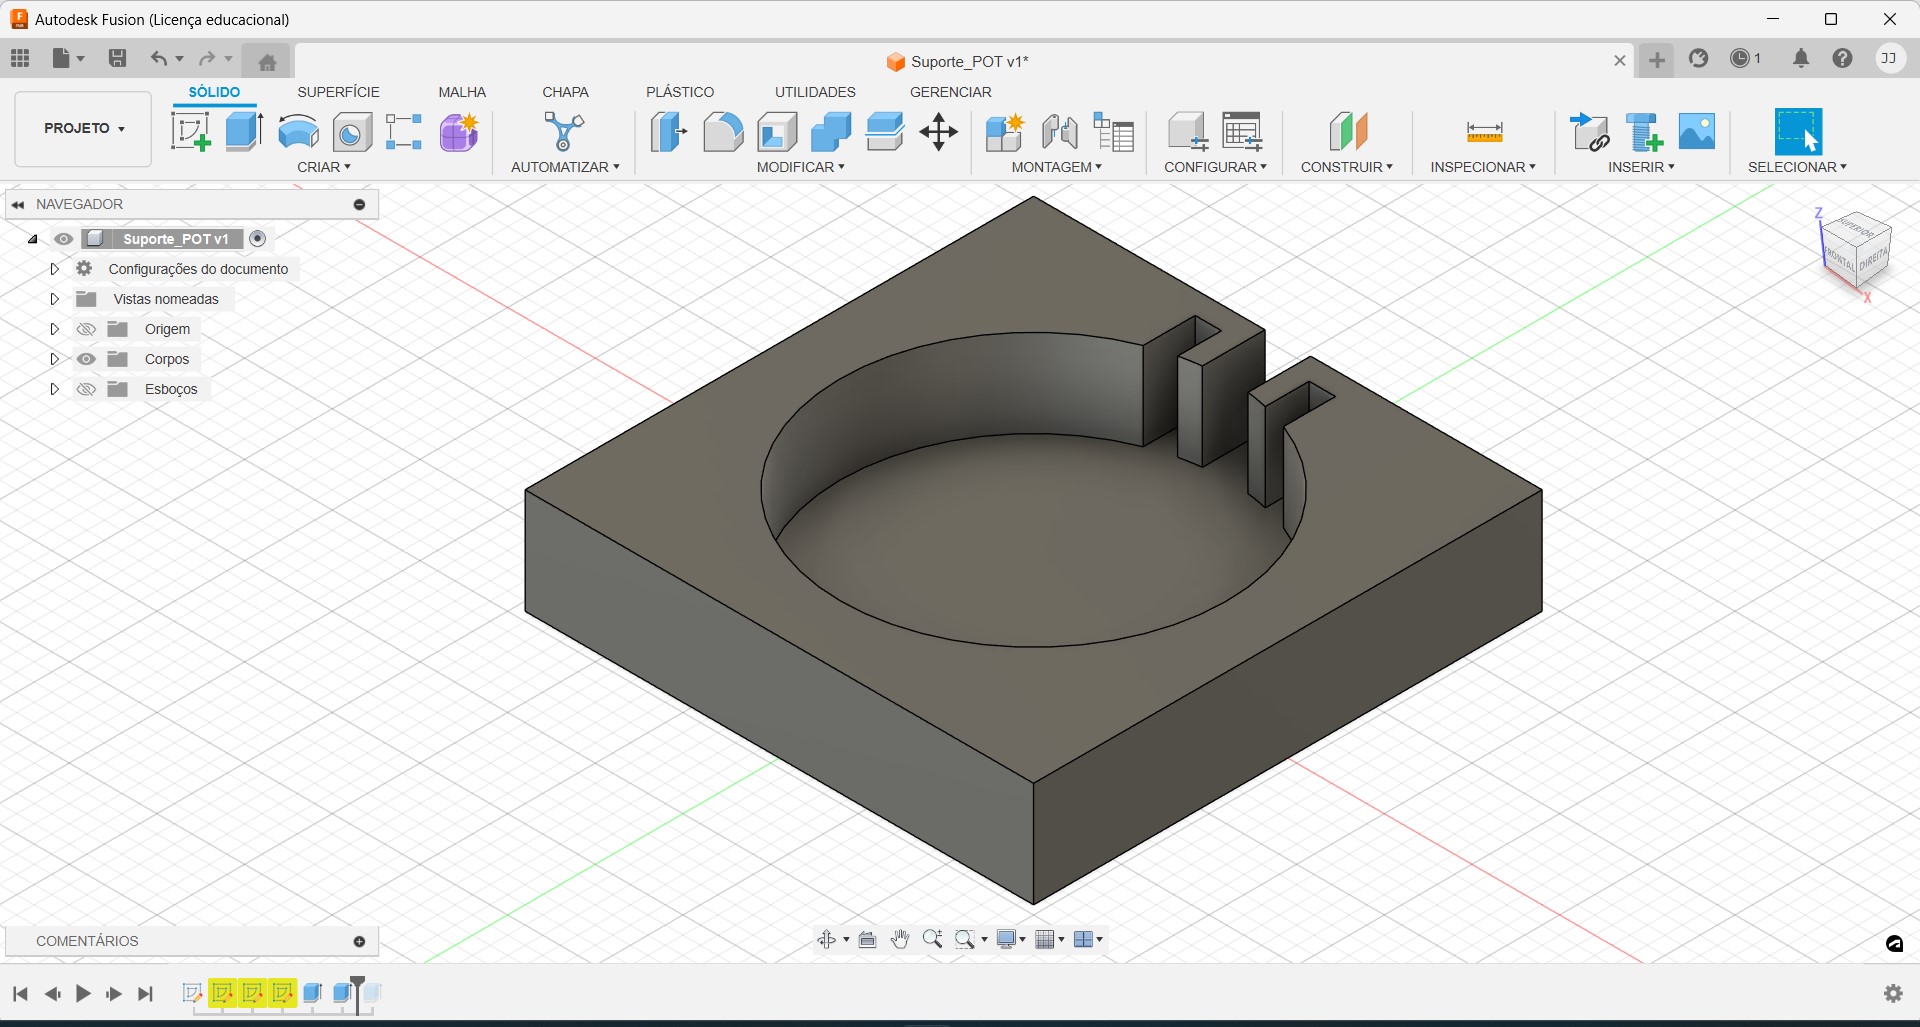 Autodesk Fusion (Licença educacional)
Suporte_POT v1*
1
JJ
PROJETO
SÓLIDO
SUPERFÍCIE
MALHA
CHAPA
PLÁSTICO
UTILIDADES
GERENCIAR
CRIAR
AUTOMATIZAR
MODIFICAR
MONTAGEM
CONFIGURAR
CONSTRUIR
INSPECIONAR
INSERIR
SELECIONAR
NAVEGADOR
Suporte_POT v1
Configurações do documento
Vistas nomeadas
Origem
Corpos
Esboços
Z
SUPERIOR
FRONTAL
DIREITA
X
COMENTÁRIOS